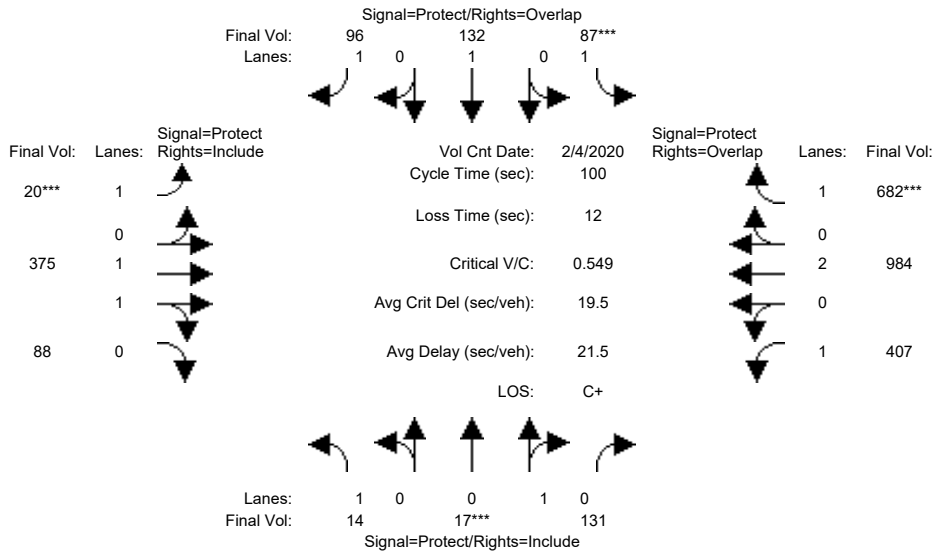 Signal=Protect/Rights=Overlap
Final Vol: 96 132 87***
Lanes: 1 0 1 0 1
Signal=Protect Signal=Protect
Final Vol: Lanes: Rights=Include Vol Cnt Date: 2/4/2020 Rights=Overlap Lanes: Final Vol:
Cycle Time (sec): 100
20*** 1 1 682***
Loss Time (sec): 12
0 0
375 1 Critical V/C: 0.549 2 984
1 Avg Crit Del (sec/veh): 19.5 0
88 0 Avg Delay (sec/veh): 21.5 1 407
LOS: C+
Lanes: 1 0 0 1 0
Final Vol: 14 17*** 131
Signal=Protect/Rights=Include